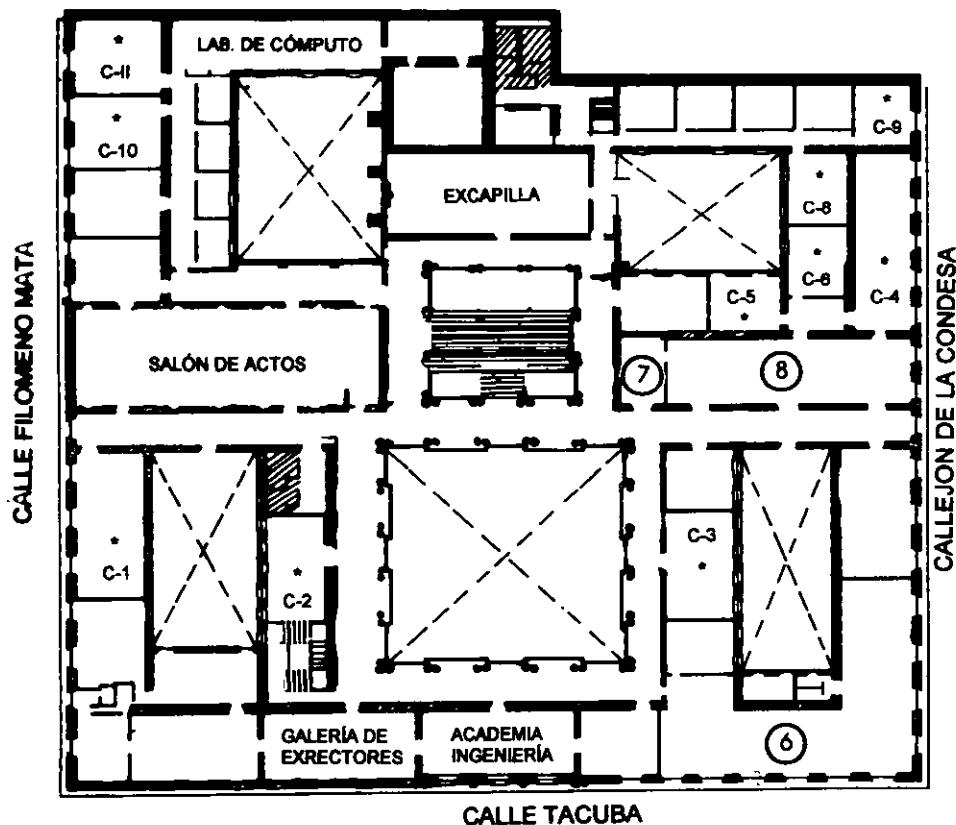 LAB. DE CÓMPUTO
*
C-11
*
C-10
*
C-9
EXCAPILLA
*
C-8
*
C-6
*
C-4
C-5
*
CALLE FILOMENO MATA
SALÓN DE ACTOS
7
8
CALLEJON DE LA CONDESA
*
C-1
*
C-2
C-3
*
GALERÍA DE
EXRECTORES
ACADEMIA
INGENIERÍA
6
CALLE TACUBA